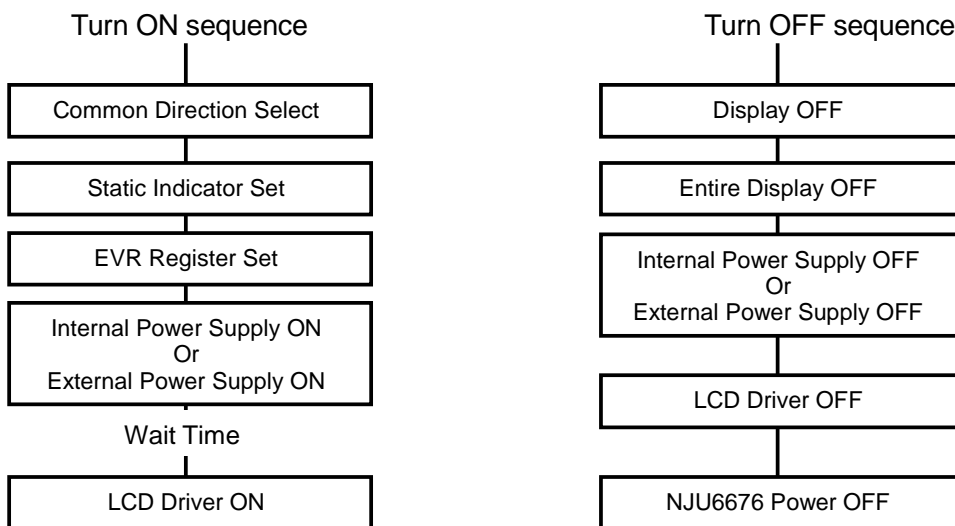 Turn ON sequence
Common Direction Select
Static Indicator Set
EVR Register Set
Internal Power Supply ON
Or
External Power Supply ON
Wait Time
LCD Driver ON
Turn OFF sequence
Display OFF
Entire Display OFF
Internal Power Supply OFF
Or
External Power Supply OFF
LCD Driver OFF
NJU6676 Power OFF